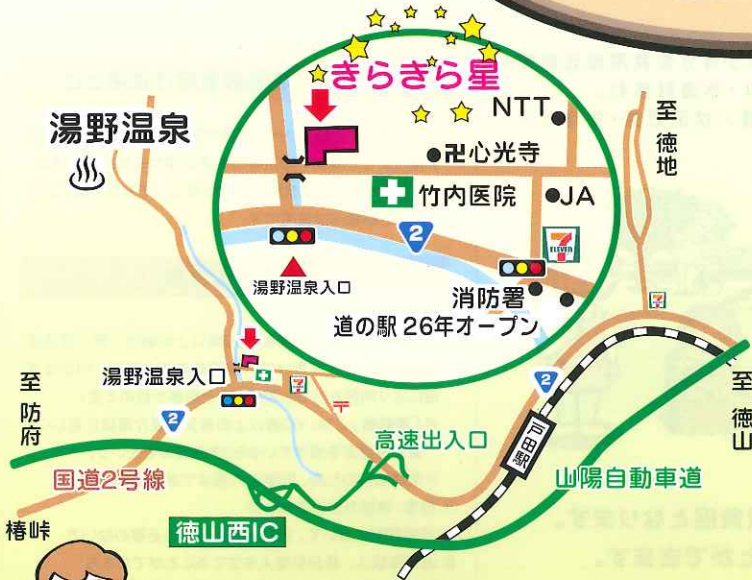 きらきら星
湯野温泉
NTT
至 徳地
卍心光寺
竹内医院
JA
2
7
ELEVEN
湯野温泉入口
消防署
道の駅 26年オープン
7
湯野温泉入口
7
至 防府
2
〒
2
戸田駅
至 徳山
高速出入口
国道2号線
山陽自動車道
徳山西IC
椿峠